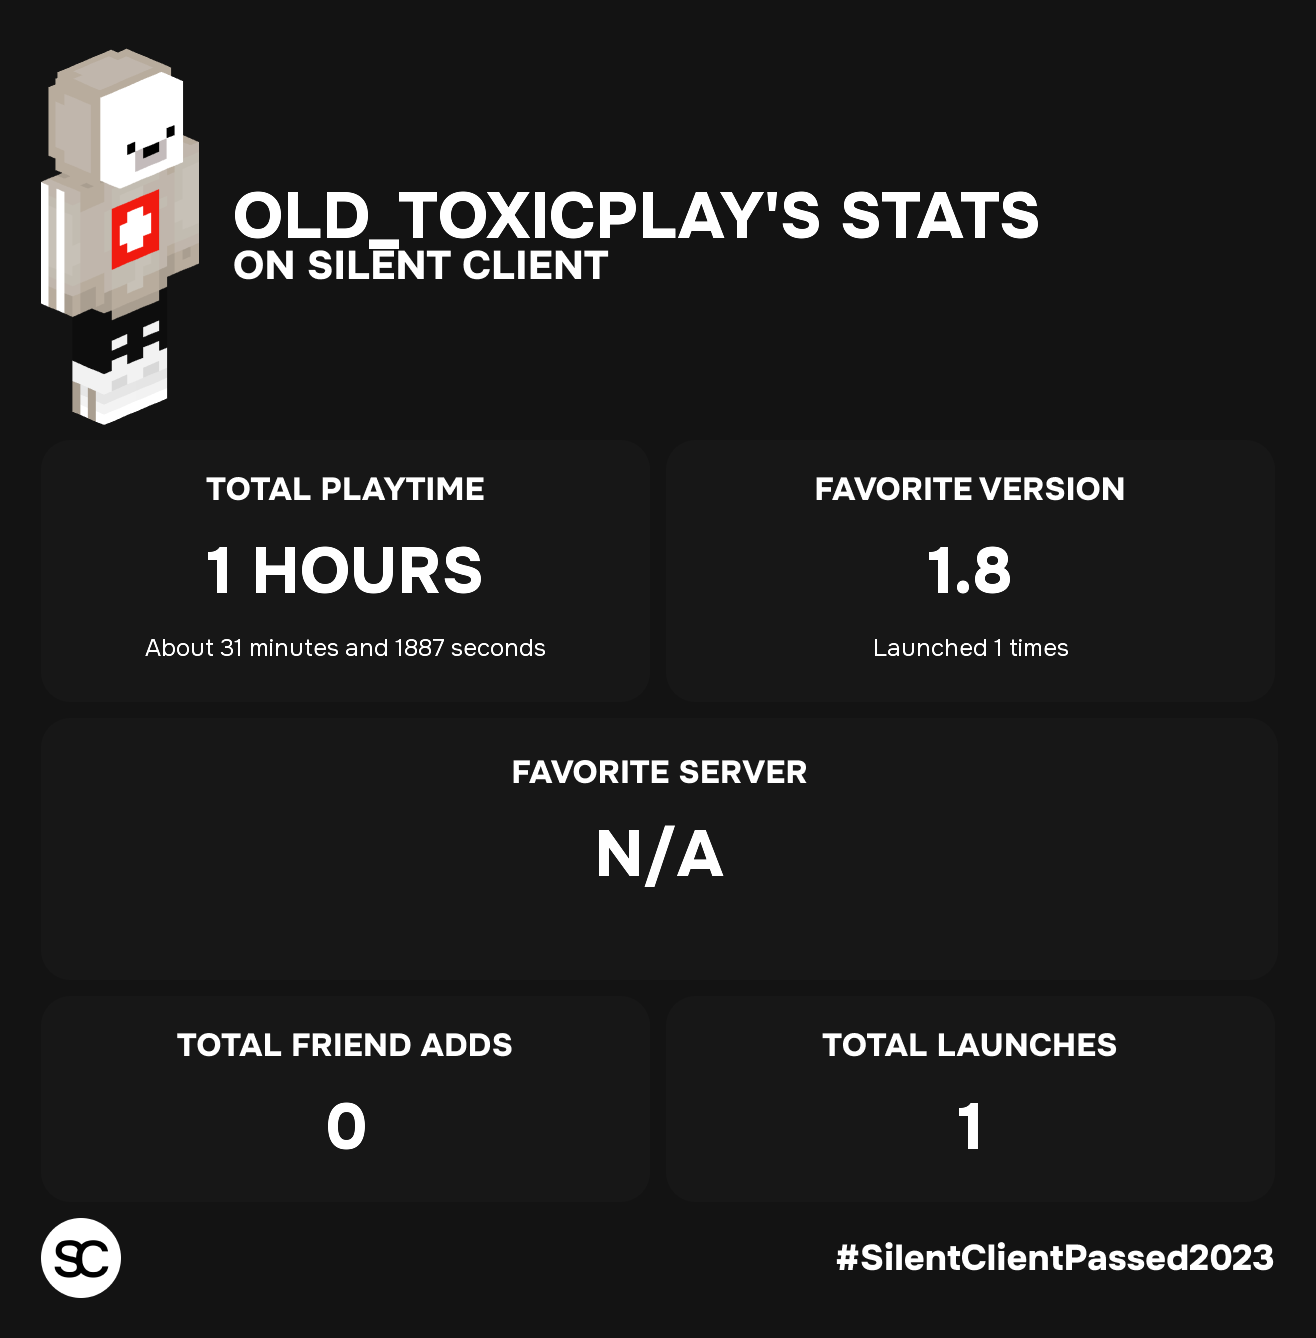 OLD_TOXICPLAY'S STATS
ON SILENT CLIENT
TOTAL PLAYTIME
1 HOURS
About 31 minutes and 1887 seconds
FAVORITE VERSION
1.8
Launched 1 times
FAVORITE SERVER
N/A
TOTAL FRIEND ADDS
0
TOTAL LAUNCHES
1
SC
#SilentClientPassed2023